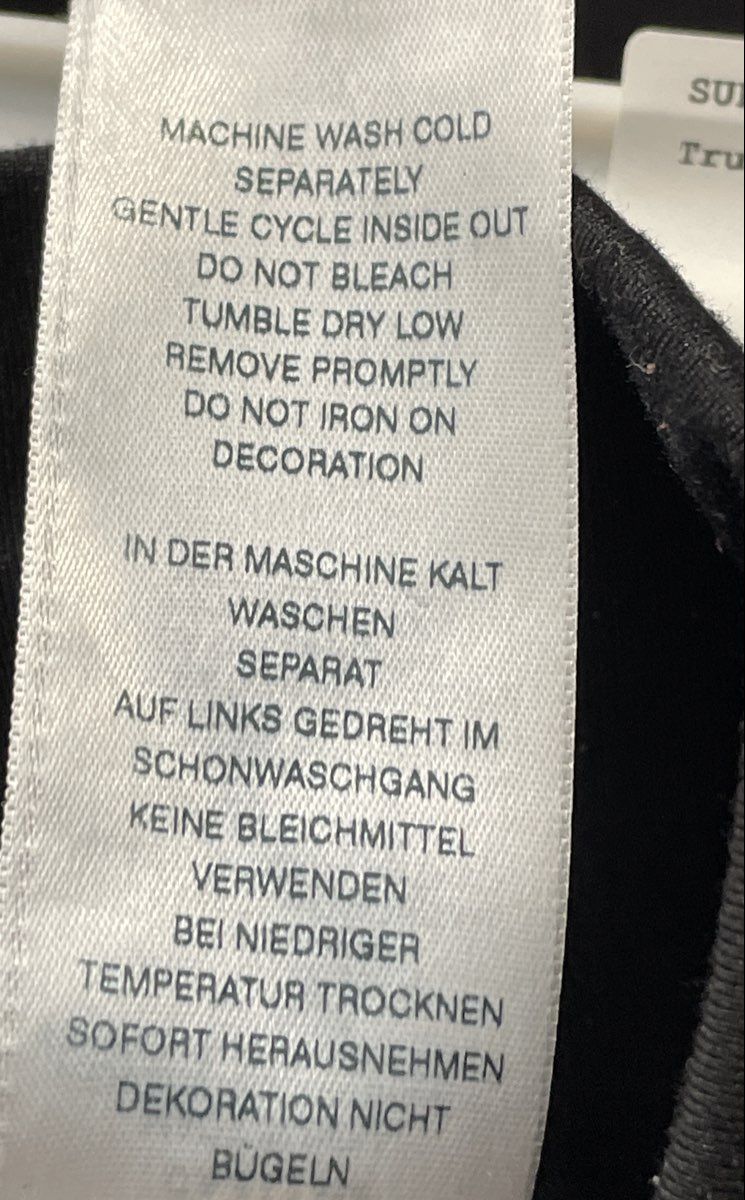 MACHINE WASH COLD
SEPARATELY
GENTLE CYCLE INSIDE OUT
DO NOT BLEACH
TUMBLE DRY LOW
REMOVE PROMPTLY
DO NOT IRON ON
DECORATION
IN DER MASCHINE KALT
WASCHEN
SEPARAT
AUF LINKS GEDREHT IM
SCHONWASCHGANG
KEINE BLEICHMITTEL
VERWENDEN
BEI NIEDRIGER
TEMPERATUR TROCKNEN
SOFORT HERAUSNEHMEN
DEKORATION NICHT
BÜGELN